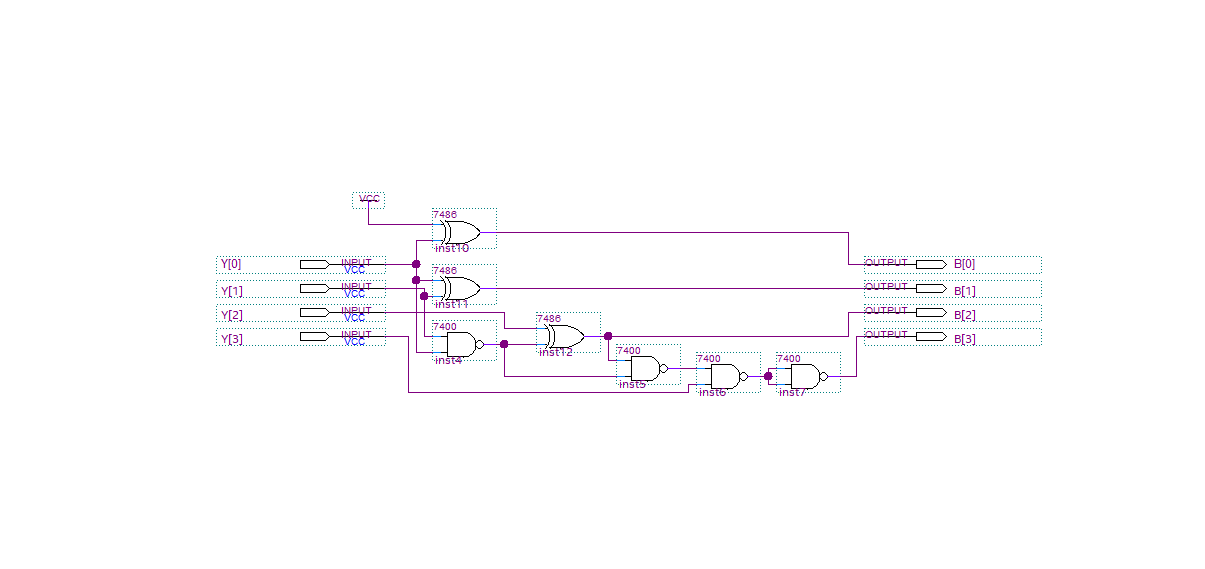 VCC
7486
inst10
Y[0] INPUT VCC OUTPUT B[0]
7486
Y[1] INPUT VCC OUTPUT B[1]
inst11
Y[2] INPUT VCC OUTPUT B[2]
7486
7400
Y[3] INPUT VCC OUTPUT B[3]
inst12
7400
inst4
7400
7400
inst5
inst6
inst7